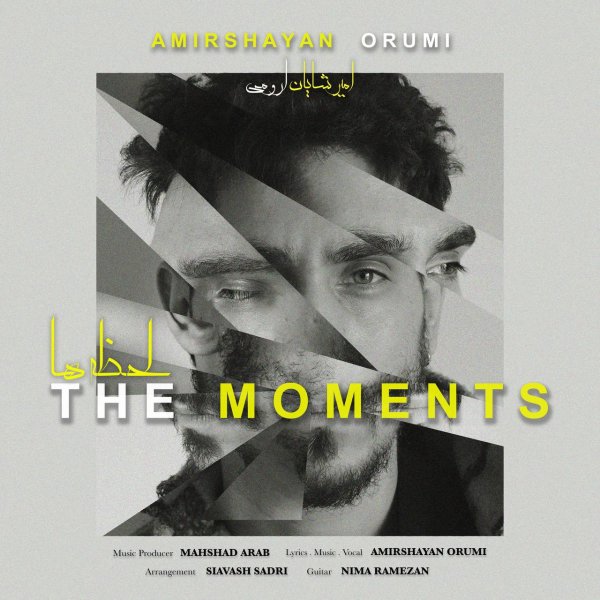 AMIRSHAYAN ORUMI
امیرشایان ارومی
لحظه ها
THE MOMENTS
Music Producer MAHSHAD ARAB Lyrics . Music . Vocal AMIRSHAYAN ORUMI
Arrangement SIAVASH SADRI Guitar NIMA RAMEZAN